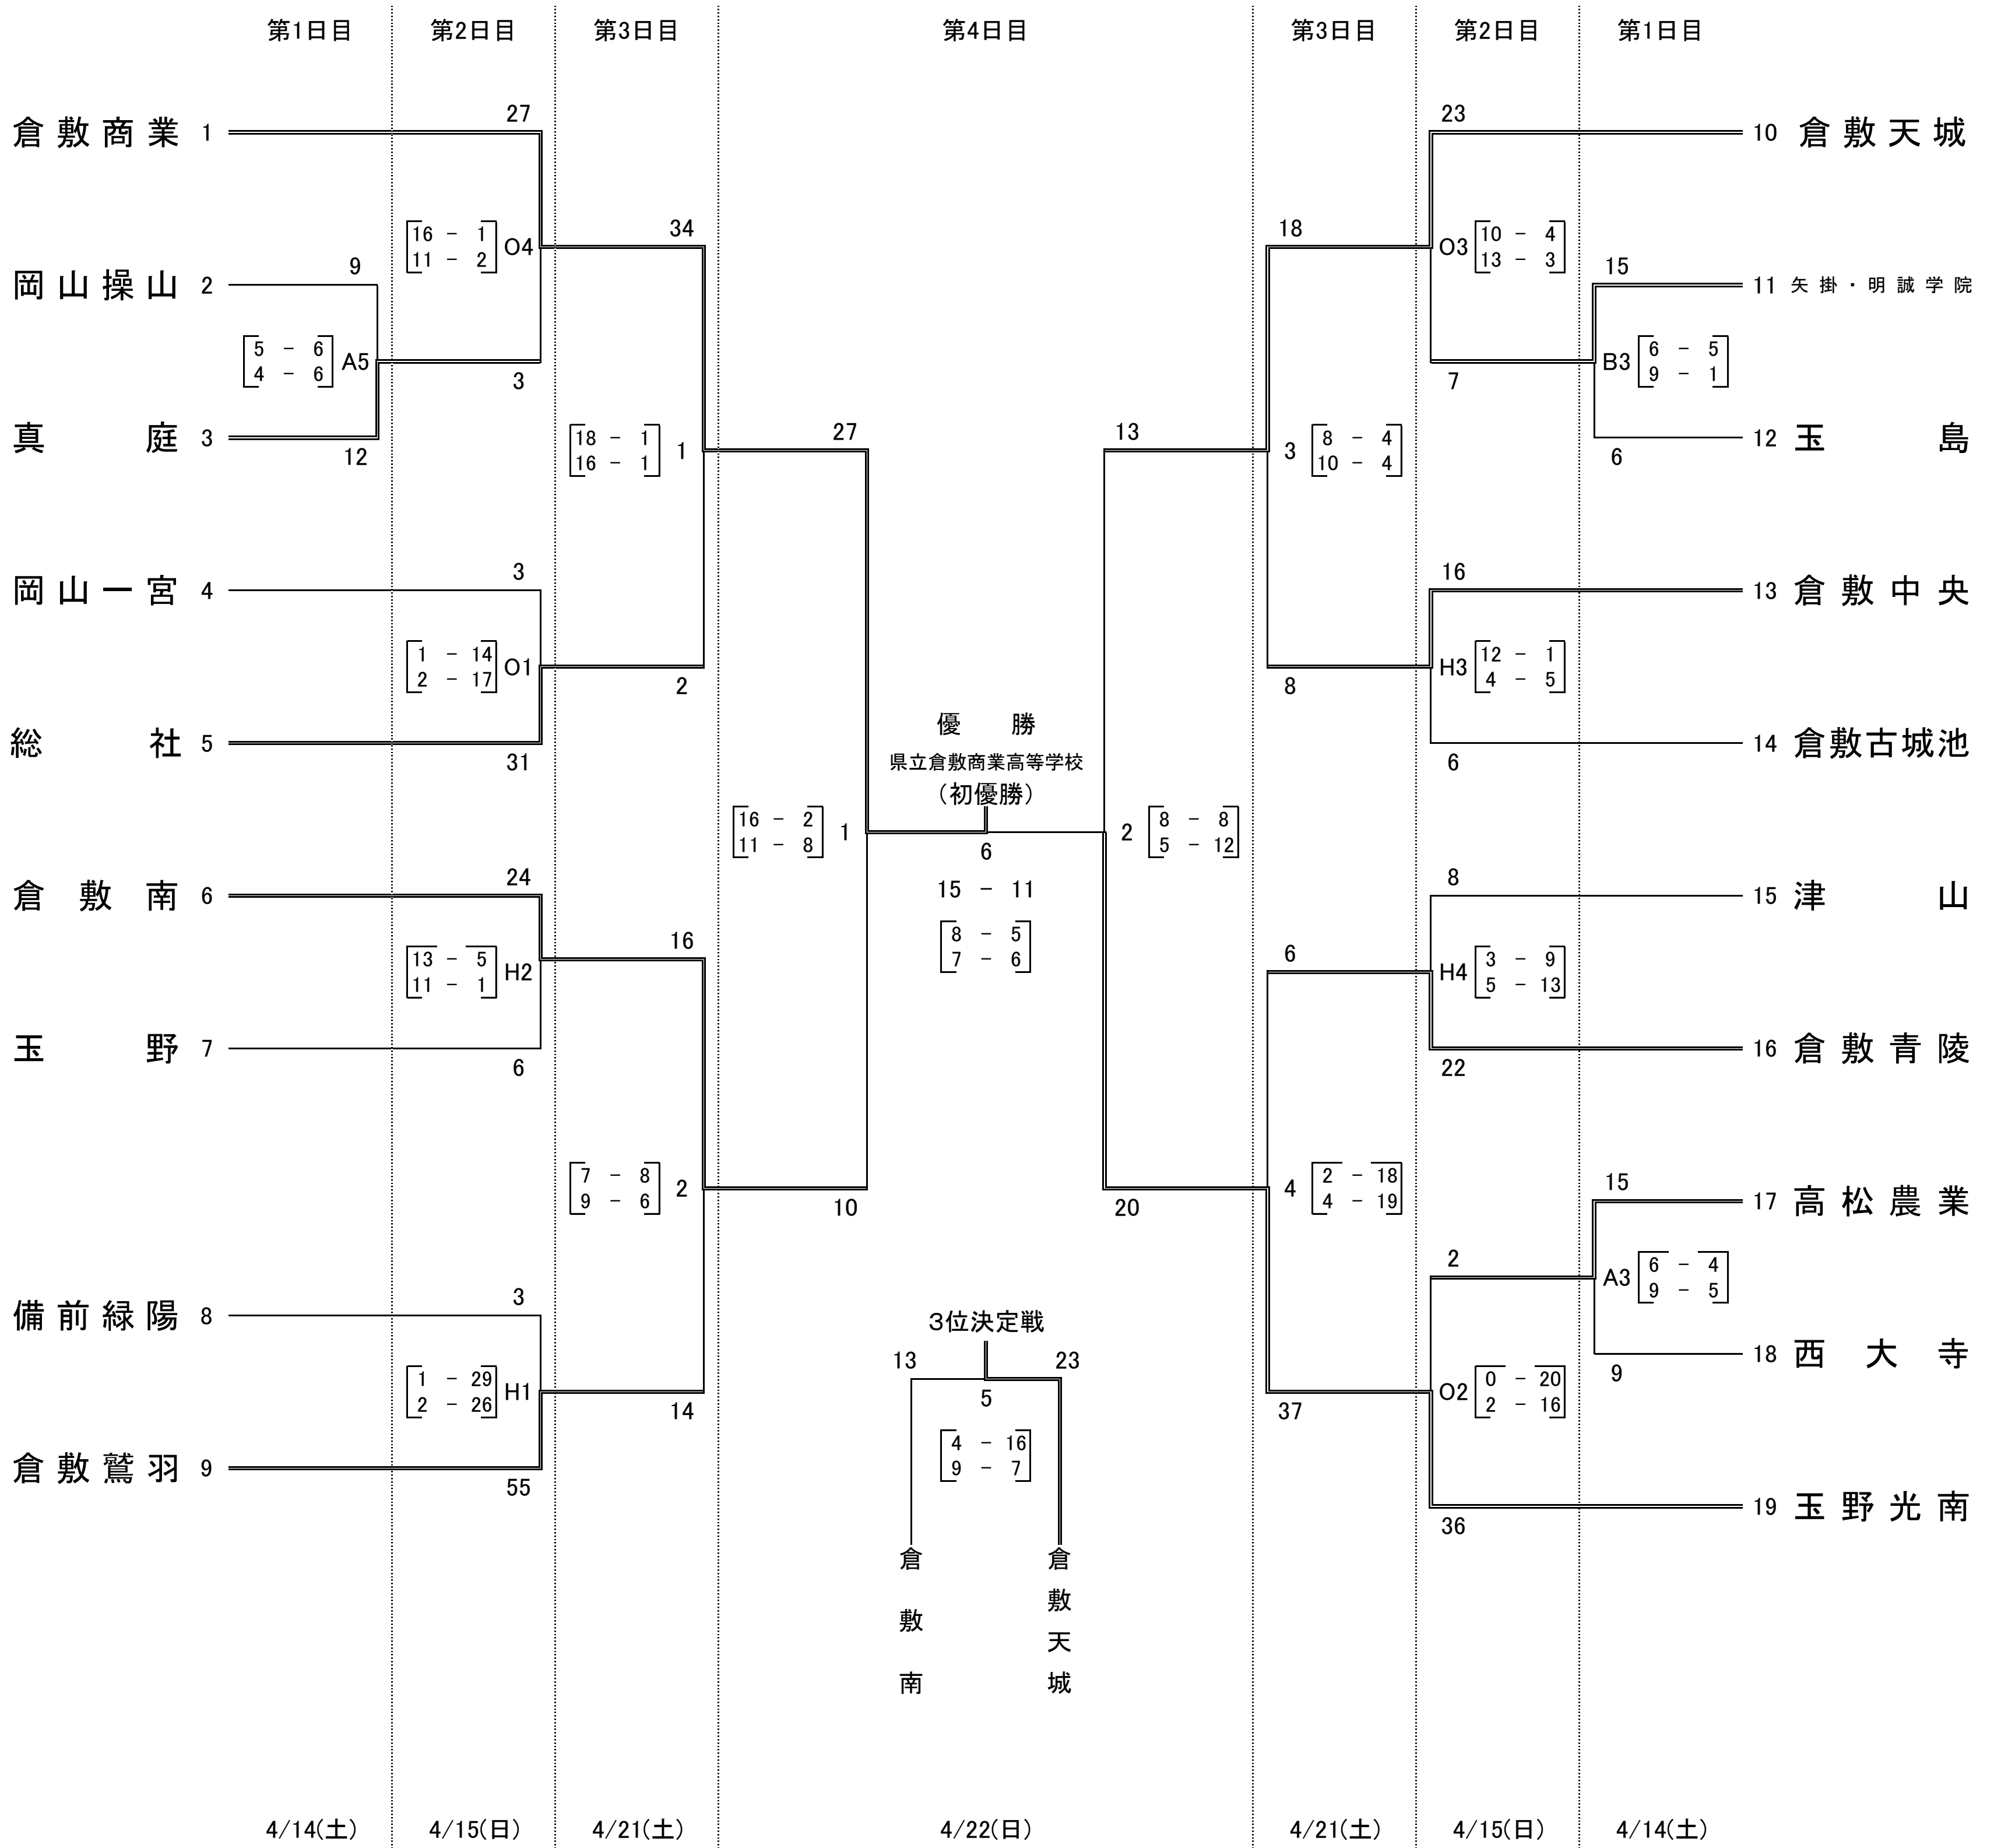 第1日目 第2日目 第3日目 第4日目 第3日目 第2日目 第1日目
27 23
倉敷商業 1 10 倉敷天城
34 18
16 - 1
11 - 2
O4
O3
10 - 4
13 - 3
9 15
岡山操山 2 11 矢掛・明誠学院
5 - 6
4 - 6
A5
B3
6 - 5
9 - 1
3 7
真庭 3 12 玉島
12 6
18 - 1
16 - 1
1
27 13
3
8 - 4
10 - 4
3 16
岡山一宮 4 13 倉敷中央
1 - 14
2 - 17
O1
H3
12 - 1
4 - 5
2 8
総社 5 14 倉敷古城池
31 6
優勝
県立倉敷商業高等学校
(初優勝)
16 - 2
11 - 8
1
2
8 - 8
5 - 12
6
15 - 11
8 - 5
7 - 6
24 8
倉敷南 6 15 津山
16 6
13 - 5
11 - 1
H2
H4
3 - 9
5 - 13
玉野 7 16 倉敷青陵
6 22
7 - 8
9 - 6
2
4
2 - 18
4 - 19
10 20
15
17 高松農業
2
A3
6 - 4
9 - 5
3
備前緑陽 8
18 西大寺
9
1 - 29
2 - 26
H1
O2
0 - 20
2 - 16
14 37
倉敷鷲羽 9 19 玉野光南
55 36
3位決定戦
13 23
5
4 - 16
9 - 7
倉敷南
倉敷天城
4/14(土) 4/15(日) 4/21(土) 4/22(日) 4/21(土) 4/15(日) 4/14(土)